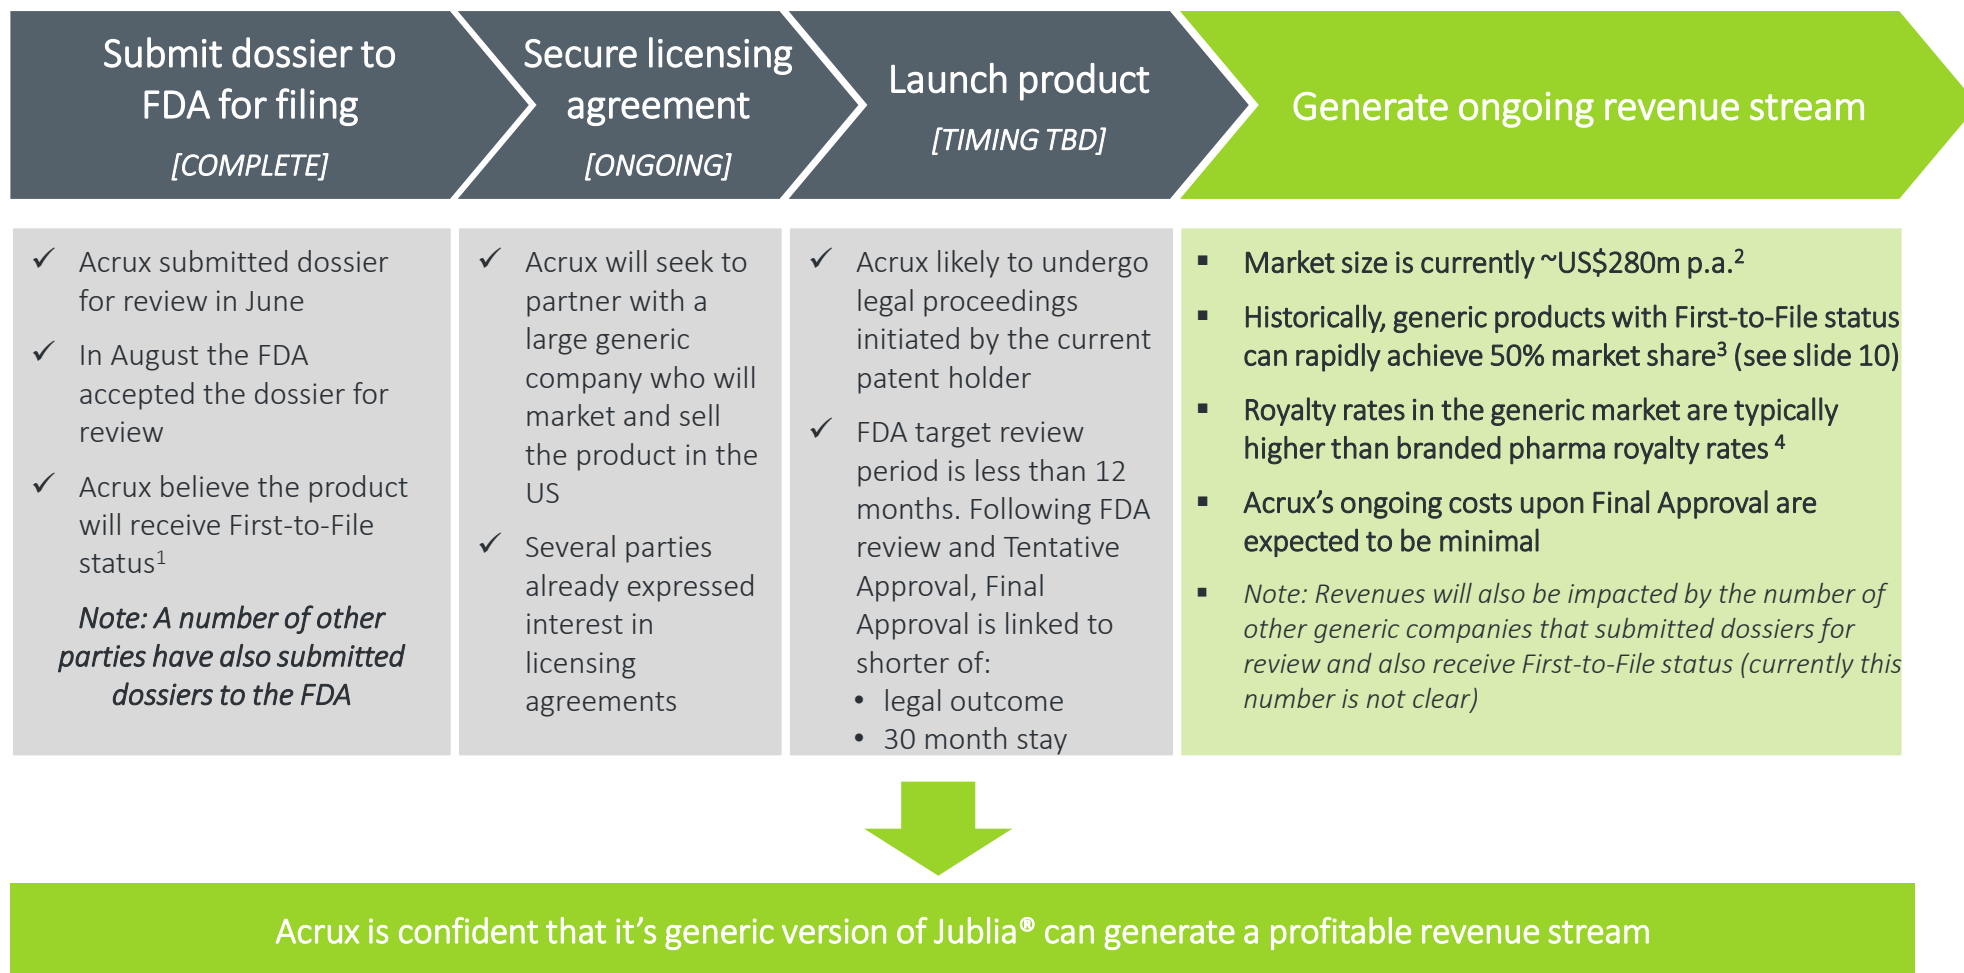 Submit dossier to
FDA for filing
[COMPLETE]
Secure licensing
agreement
[ONGOING]
Launch product
[TIMING TBD]
Generate ongoing revenue stream
✓ Acrux submitted dossier
for review in June
✓ In August the FDA
accepted the dossier for
review
✓ Acrux believe the product
will receive First-to-File
status¹
Note: A number of other
parties have also submitted
dossiers to the FDA
✓ Acrux will seek to
partner with a
large generic
company who will
market and sell
the product in the
US
✓ Several parties
already expressed
interest in
licensing
agreements
✓ Acrux likely to undergo
legal proceedings
initiated by the current
patent holder
✓ FDA target review
period is less than 12
months. Following FDA
review and Tentative
Approval, Final
Approval is linked to
shorter of:
• legal outcome
• 30 month stay
▪ Market size is currently ~US$280m p.a.²
▪ Historically, generic products with First-to-File status
can rapidly achieve 50% market share³ (see slide 10)
▪ Royalty rates in the generic market are typically
higher than branded pharma royalty rates ⁴
▪ Acrux’s ongoing costs upon Final Approval are
expected to be minimal
▪ Note: Revenues will also be impacted by the number of
other generic companies that submitted dossiers for
review and also receive First-to-File status (currently this
number is not clear)
Acrux is confident that it’s generic version of Jublia® can generate a profitable revenue stream